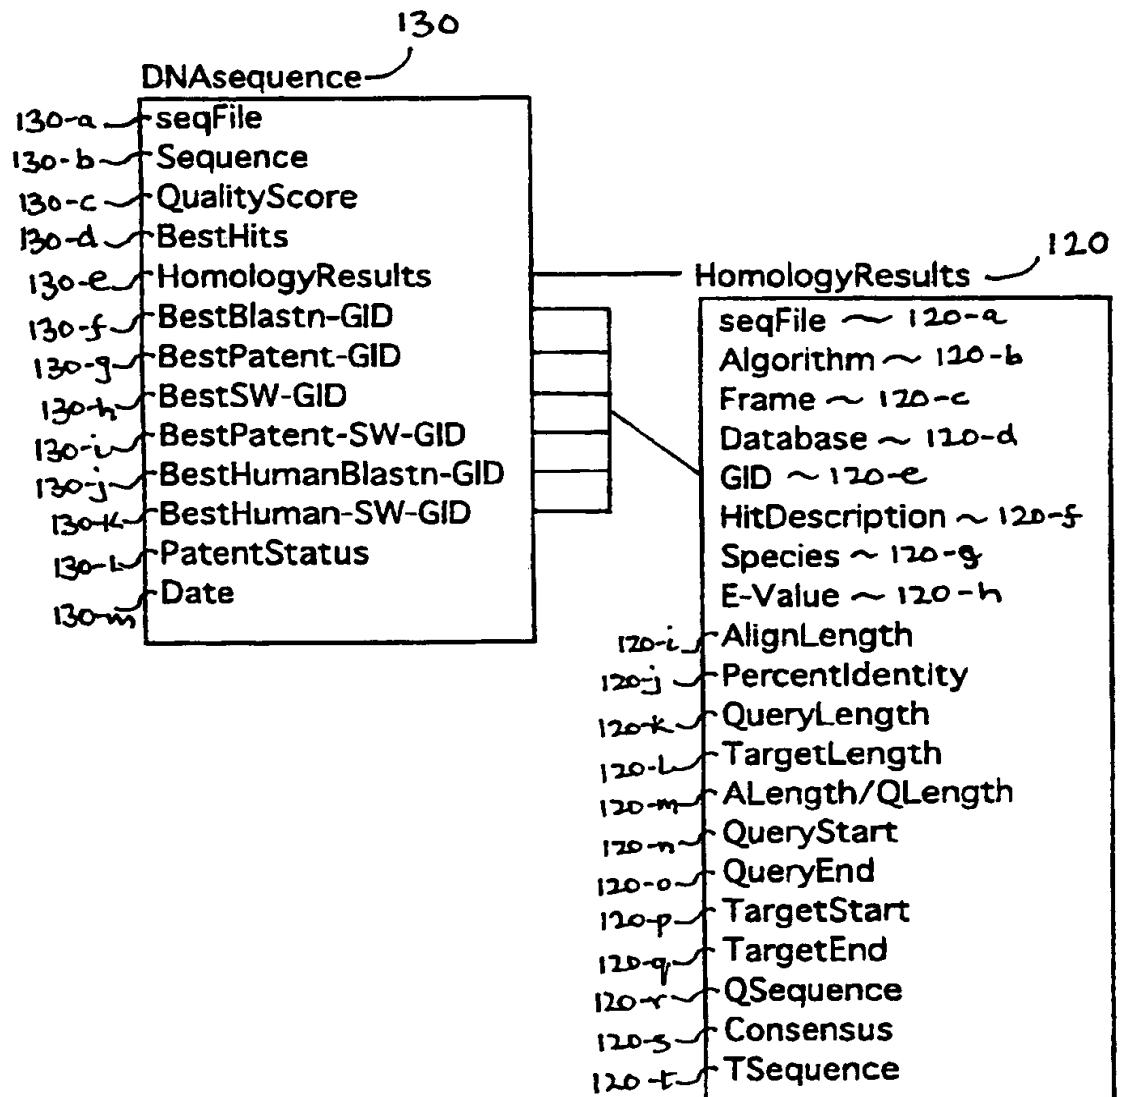 130
DNAsequence
130-a seqFile
130-b Sequence
130-c QualityScore
130-d BestHits
130-e HomologyResults
130-f BestBlastn-GID
130-g BestPatent-GID
130-h BestSW-GID
130-i BestPatent-SW-GID
130-j BestHumanBlastn-GID
130-k BestHuman-SW-GID
130-L PatentStatus
130-m Date
120
HomologyResults
seqFile ~ 120-a
Algorithm ~ 120-b
Frame ~ 120-c
Database ~ 120-d
GID ~ 120-e
HitDescription ~ 120-f
Species ~ 120-g
E-Value ~ 120-h
120-i AlignLength
120-j PercentIdentity
120-k QueryLength
120-L TargetLength
120-m ALength/QLength
120-n QueryStart
120-o QueryEnd
120-p TargetStart
120-q TargetEnd
120-r QSequence
120-s Consensus
120-t TSequence